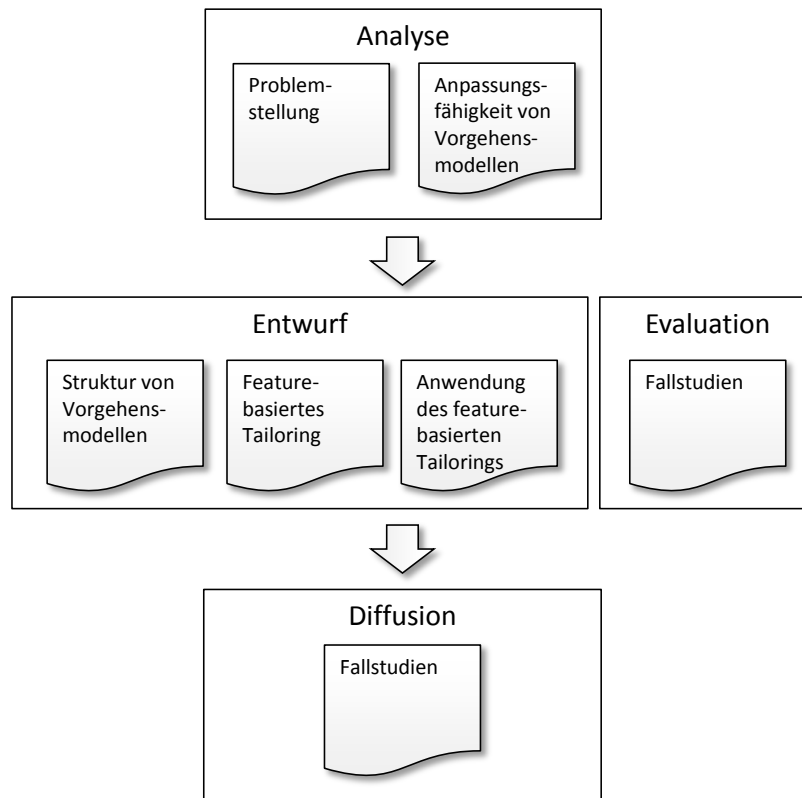 Analyse
Problem-
stellung
Anpassungs-
fähigkeit von
Vorgehens-
modellen
Entwurf
Struktur von
Vorgehens-
modellen
Feature-
basiertes
Tailoring
Anwendung
des feature-
basierten
Tailorings
Evaluation
Fallstudien
Diffusion
Fallstudien